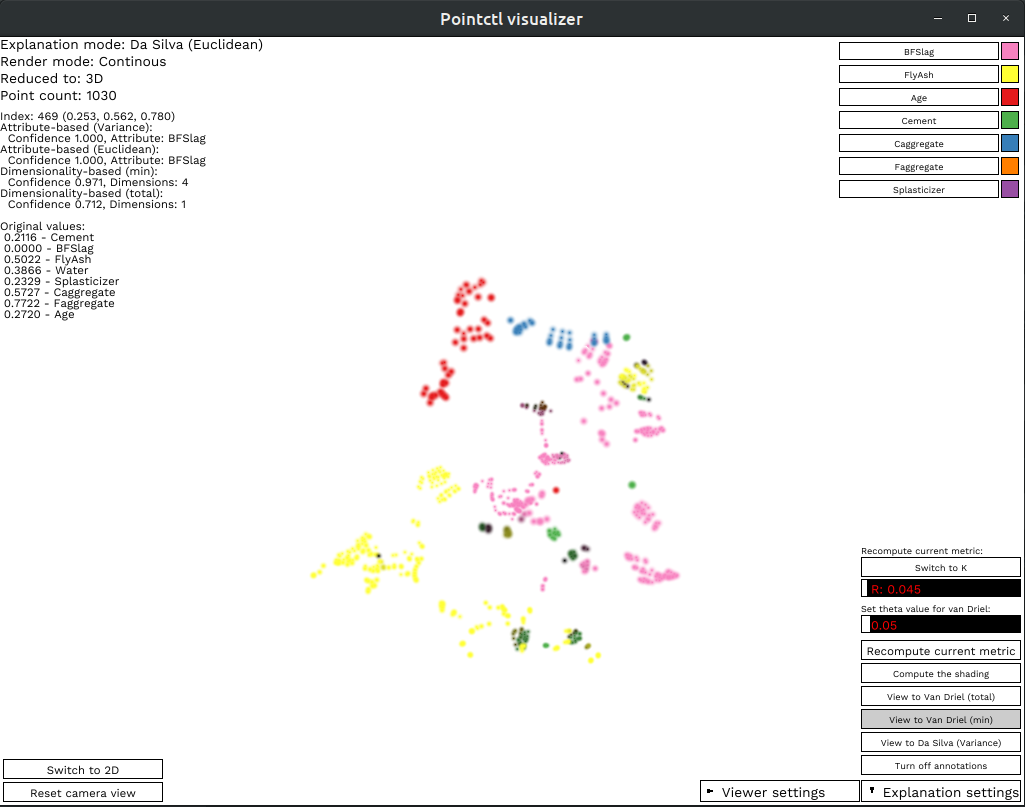 Pointctl visualizer
Explanation mode: Da Silva (Euclidean)
Render mode: Continous
Reduced to: 3D
Point count: 1030
Index: 469 (0.253, 0.562, 0.780)
Attribute-based (Variance):
Confidence 1.000, Attribute: BFSlag
Attribute-based (Euclidean):
Confidence 1.000, Attribute: BFSlag
Dimensionality-based (min):
Confidence 0.971, Dimensions: 4
Dimensionality-based (total):
Confidence 0.712, Dimensions: 1
Original values:
0.2116 - Cement
0.0000 - BFSlag
0.5022 - FlyAsh
0.3866 - Water
0.2329 - Splasticizer
0.5727 - Caggregate
0.7722 - Faggregate
0.2720 - Age
BFSlag
FlyAsh
Age
Cement
Caggregate
Faggregate
Splasticizer
Recompute current metric:
Switch to K
R: 0.045
Set theta value for van Driel:
0.05
Recompute current metric
Compute the shading
View to Van Driel (total)
View to Van Driel (min)
View to Da Silva (Variance)
Turn off annotations
Switch to 2D
Reset camera view
Viewer settings
Explanation settings